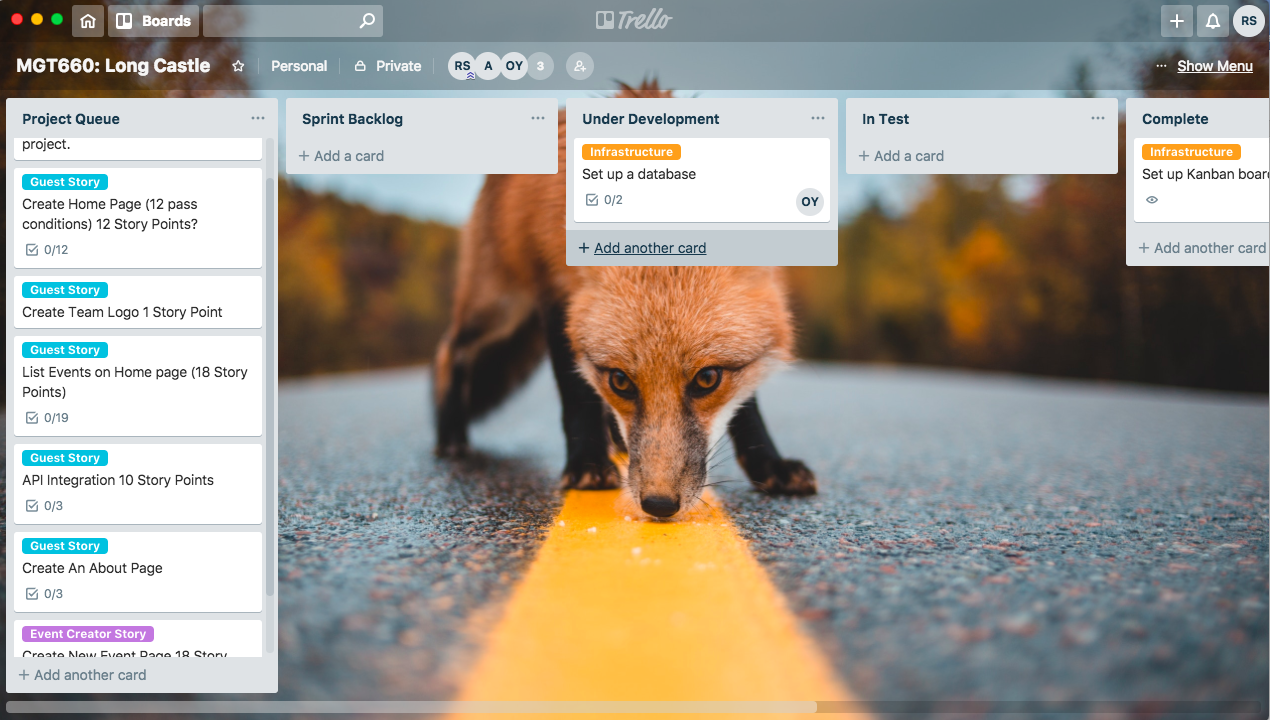 Boards
Trello
RS
MGT660: Long Castle
Personal
Private
RS
A
OY
3
Show Menu
Project Queue
project.
Guest Story
Create Home Page (12 pass
conditions) 12 Story Points?
0/12
Guest Story
Create Team Logo 1 Story Point
Guest Story
List Events on Home page (18 Story
Points)
0/19
Guest Story
API Integration 10 Story Points
0/3
Guest Story
Create An About Page
0/3
Event Creator Story
Create New Event Page 18 Story
+ Add another card
Sprint Backlog
+ Add a card
Under Development
Infrastructure
Set up a database
0/2
OY
+ Add another card
In Test
+ Add a card
Complete
Infrastructure
Set up Kanban board
+ Add another card